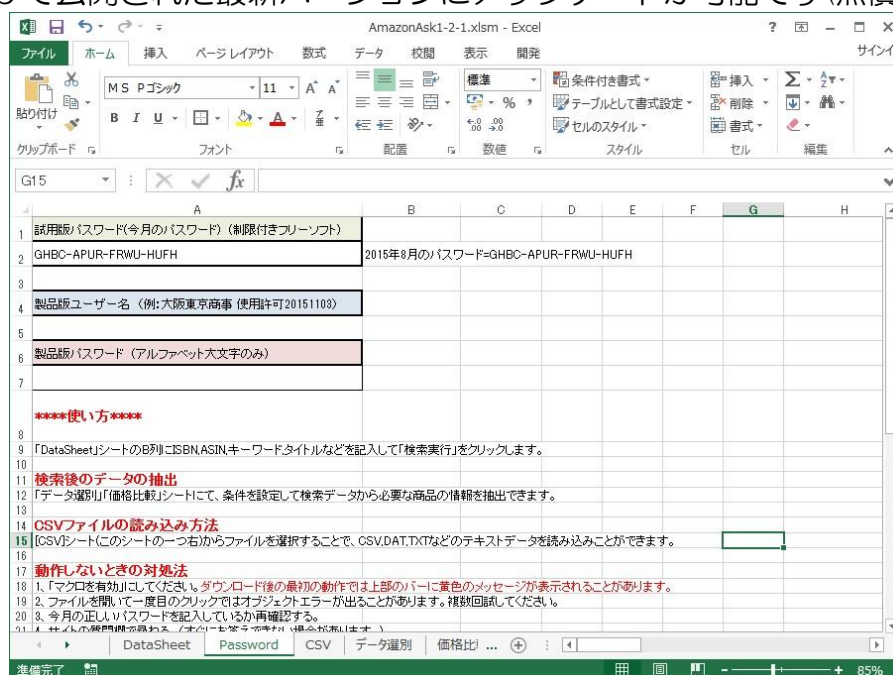 AmazonAsk1-2-1.xlsm - Excel
ファイル ホーム 挿入 ページレイアウト 数式 データ 校閲 表示 開発 サインイ
貼り付け
MS Pゴシック 11 A A
B I U A
標準
%
条件付き書式
テーブルとして書式設定
セルのスタイル
挿入
削除
書式
クリップボード フォント 配置 数値 スタイル セル 編集
G15 fx
A B C D E F G H
1 試用版パスワード(今月のパスワード)(制限付きフリーソフト)
2 GHBC-APUR-FRWU-HUFH 2015年8月のパスワード=GHBC-APUR-FRWU-HUFH
3
4 製品版ユーザー名 (例:大阪東京商事 使用許可20151103)
5
6 製品版パスワード (アルファベット大文字のみ)
7
8 ****使い方****
9 「DataSheet」シートのB列にISBN,ASIN,キーワード,タイトルなどを記入して「検索実行」をクリックします。
10
11 検索後のデータの抽出
12 「データ選別」「価格比較」シートにて、条件を設定して検索データから必要な商品の情報を抽出できます。
13
14 CSVファイルの読み込み方法
15 [CSV]シート(このシートの一つ右)からファイルを選択することで、CSV,DAT,TXTなどのテキストデータを読み込みことができます。
16
17 動作しないときの対処法
18 1、「マクロを有効」にしてください。ダウンロード後の最初の動作では上部のバーに黄色のメッセージが表示されることがあります。
19 2、ファイルを開いて一度目のクリックではオブジェクトエラーが出ることがあります。複数回試してください。
20 3、今月の正しいパスワードを記入しているか再確認する。
DataSheet Password CSV データ選別 価格比 ...
準備完了 85%